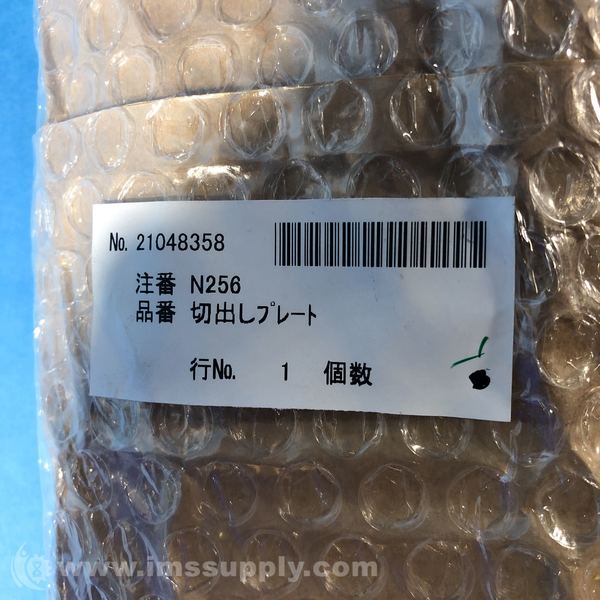 No. 21048358
注番 N256
品番 切出しﾌﾟﾚｰﾄ
行No. 1 個数
www.imssupply.com